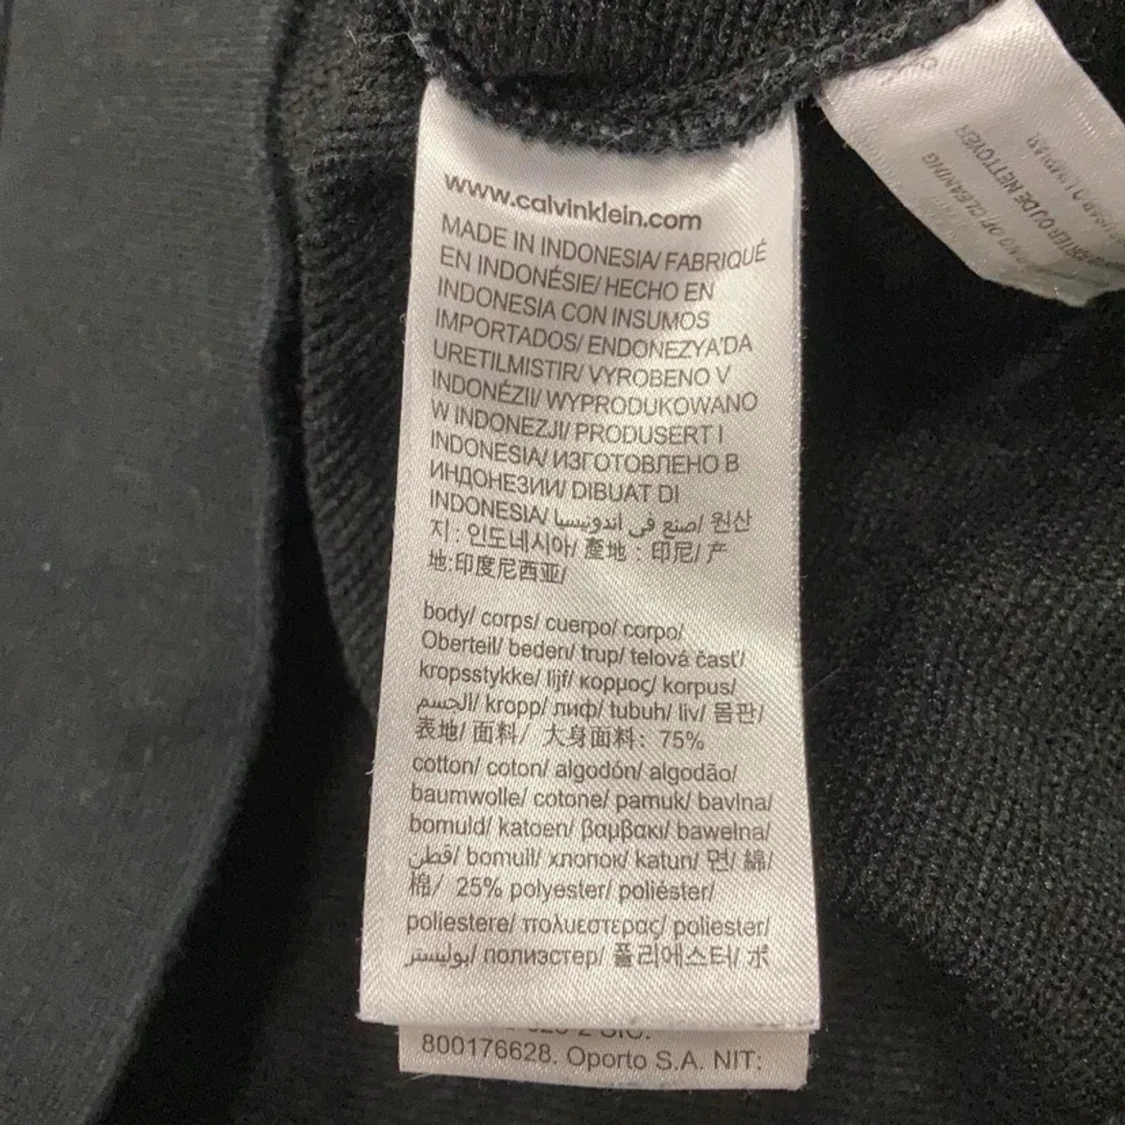 www.calvinklein.com
MADE IN INDONESIA/ FABRIQUÉ
EN INDONÉSIE/ HECHO EN
INDONESIA CON INSUMOS
IMPORTADOS/ ENDONEZYA'DA
URETILMISTIR/ VYROBENO V
INDONÉZII/ WYPRODUKOWANO
W INDONEZJI/ PRODUSERT I
INDONESIA/ ИЗГОТОВЛЕНО В
ИНДОНЕЗИИ/ DIBUAT DI
INDONESIA/ صنع في اندونيسيا/ 원산
지: 인도네시아/ 產地：印尼/ 产
地:印度尼西亚/
body/ corps/ cuerpo/ corpo/
Oberteil/ beden/ trup/ telová časť/
kropsstykke/ lijf/ κορμος/ korpus/
الجسم/ kropp/ лиф/ tubuh/ liv/ 몸판/
表地/ 面料/ 大身面料: 75%
cotton/ coton/ algodón/ algodão/
baumwolle/ cotone/ pamuk/ bavlna/
bomuld/ katoen/ βαμβακι/ bawełna/
قطن/ bomull/ хлопок/ katun/ 면/ 綿/
棉/ 25% polyester/ poliéster/
poliestere/ πολυεστερας/ poliester/
بوليستر/ полиэстер/ 폴리에스터/ ポ
800176628. Oporto S.A. NIT:
OF CLEANING
DE NETTOYER